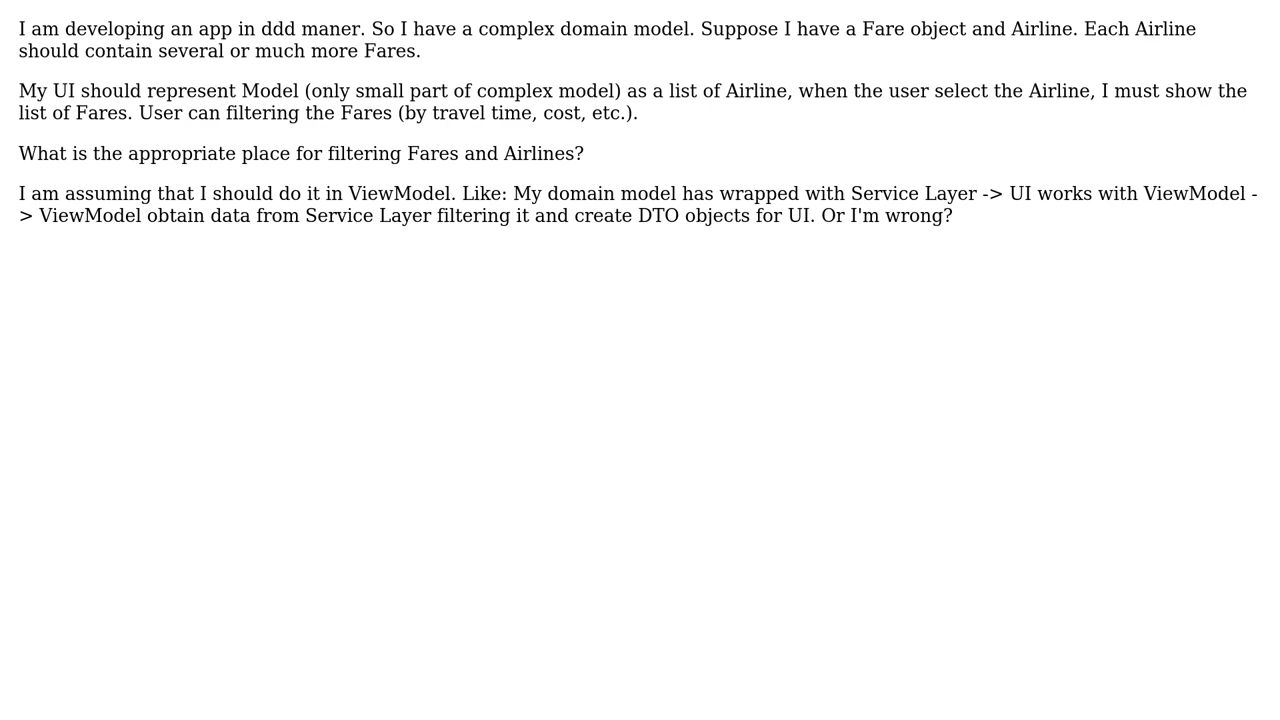 I am developing an app in ddd maner. So I have a complex domain model. Suppose I have a Fare object and Airline. Each Airline
should contain several or much more Fares.
My UI should represent Model (only small part of complex model) as a list of Airline, when the user select the Airline, I must show the
list of Fares. User can filtering the Fares (by travel time, cost, etc.).
What is the appropriate place for filtering Fares and Airlines?
I am assuming that I should do it in ViewModel. Like: My domain model has wrapped with Service Layer -> UI works with ViewModel -
> ViewModel obtain data from Service Layer filtering it and create DTO objects for UI. Or I'm wrong?